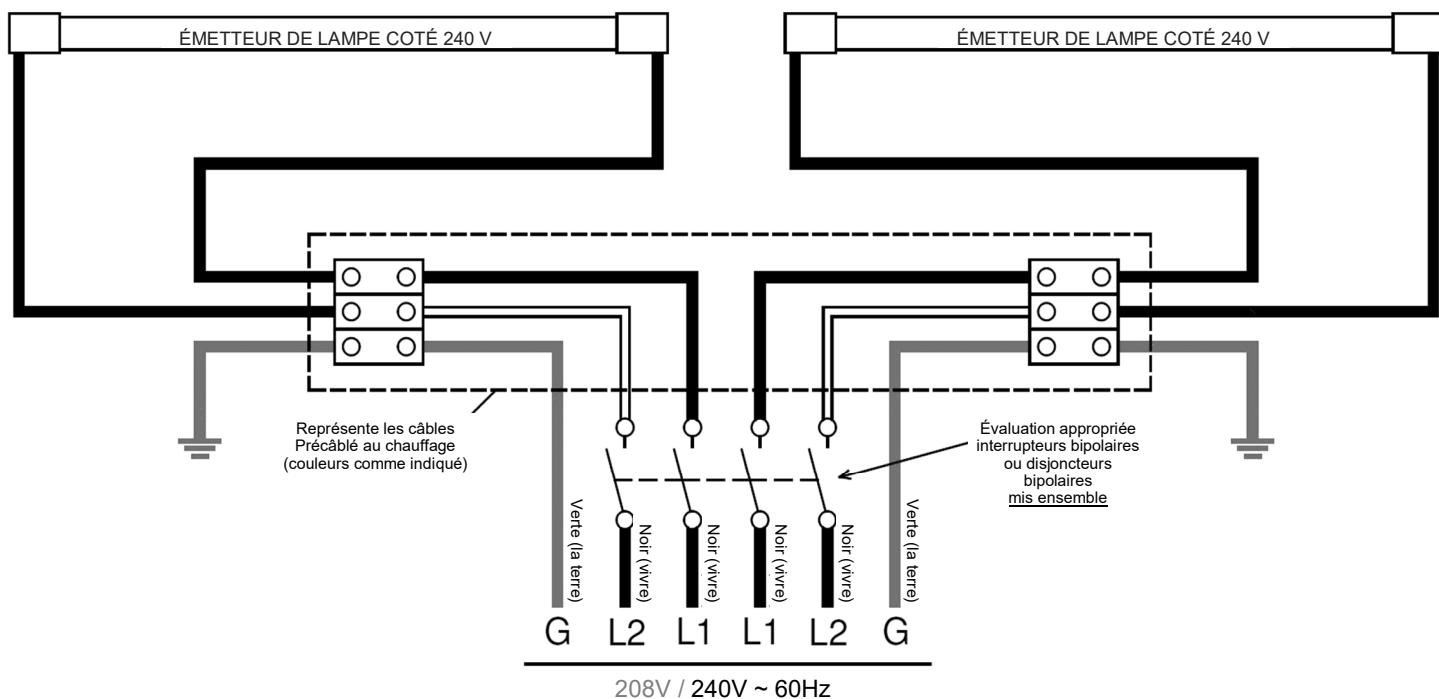 ÉMETTEUR DE LAMPE COTÉ 240 V
ÉMETTEUR DE LAMPE COTÉ 240 V
Représente les câbles
Précâblé au chauffage
(couleurs comme indiqué)
Évaluation appropriée
interrupteurs bipolaires
ou disjoncteurs
bipolaires
mis ensemble
Verte (la terre)
Noir (vivre)
Noir (vivre)
Noir (vivre)
Noir (vivre)
Verte (la terre)
G L2 L1 L1 L2 G
208V / 240V ~ 60Hz